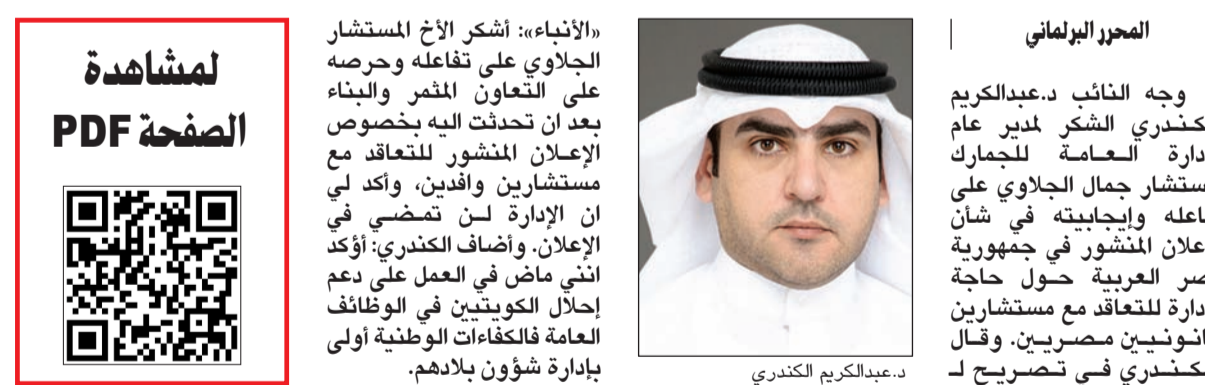 المحرر البرلماني
وجه النائب د.عبدالكريم
كندري الشكر لمدير عام
دارة العامة للجمارك
ستشار جمال الجلاوي على
اعله وإيجابيته في شأن
علان المنشور في جمهورية
صر العربية حول حاجة
دارة للتعاقد مع مستشارين
انونيين مصريين. وقال
كندري في تصريح لـ
د.عبدالكريم الكندري
«الأنباء»: أشكر الأخ المستشار
الجلاوي على تفاعله وحرصه
على التعاون المثمر والبناء
بعد ان تحدثت اليه بخصوص
الإعلان المنشور للتعاقد مع
مستشارين وافدين، وأكد لي
ان الإدارة لن تمضي في
الإعلان. وأضاف الكندري: أؤكد
انني ماض في العمل على دعم
إحلال الكويتيين في الوظائف
العامة فالكفاءات الوطنية أولى
بإدارة شؤون بلادهم.
لمشاهدة
الصفحة PDF